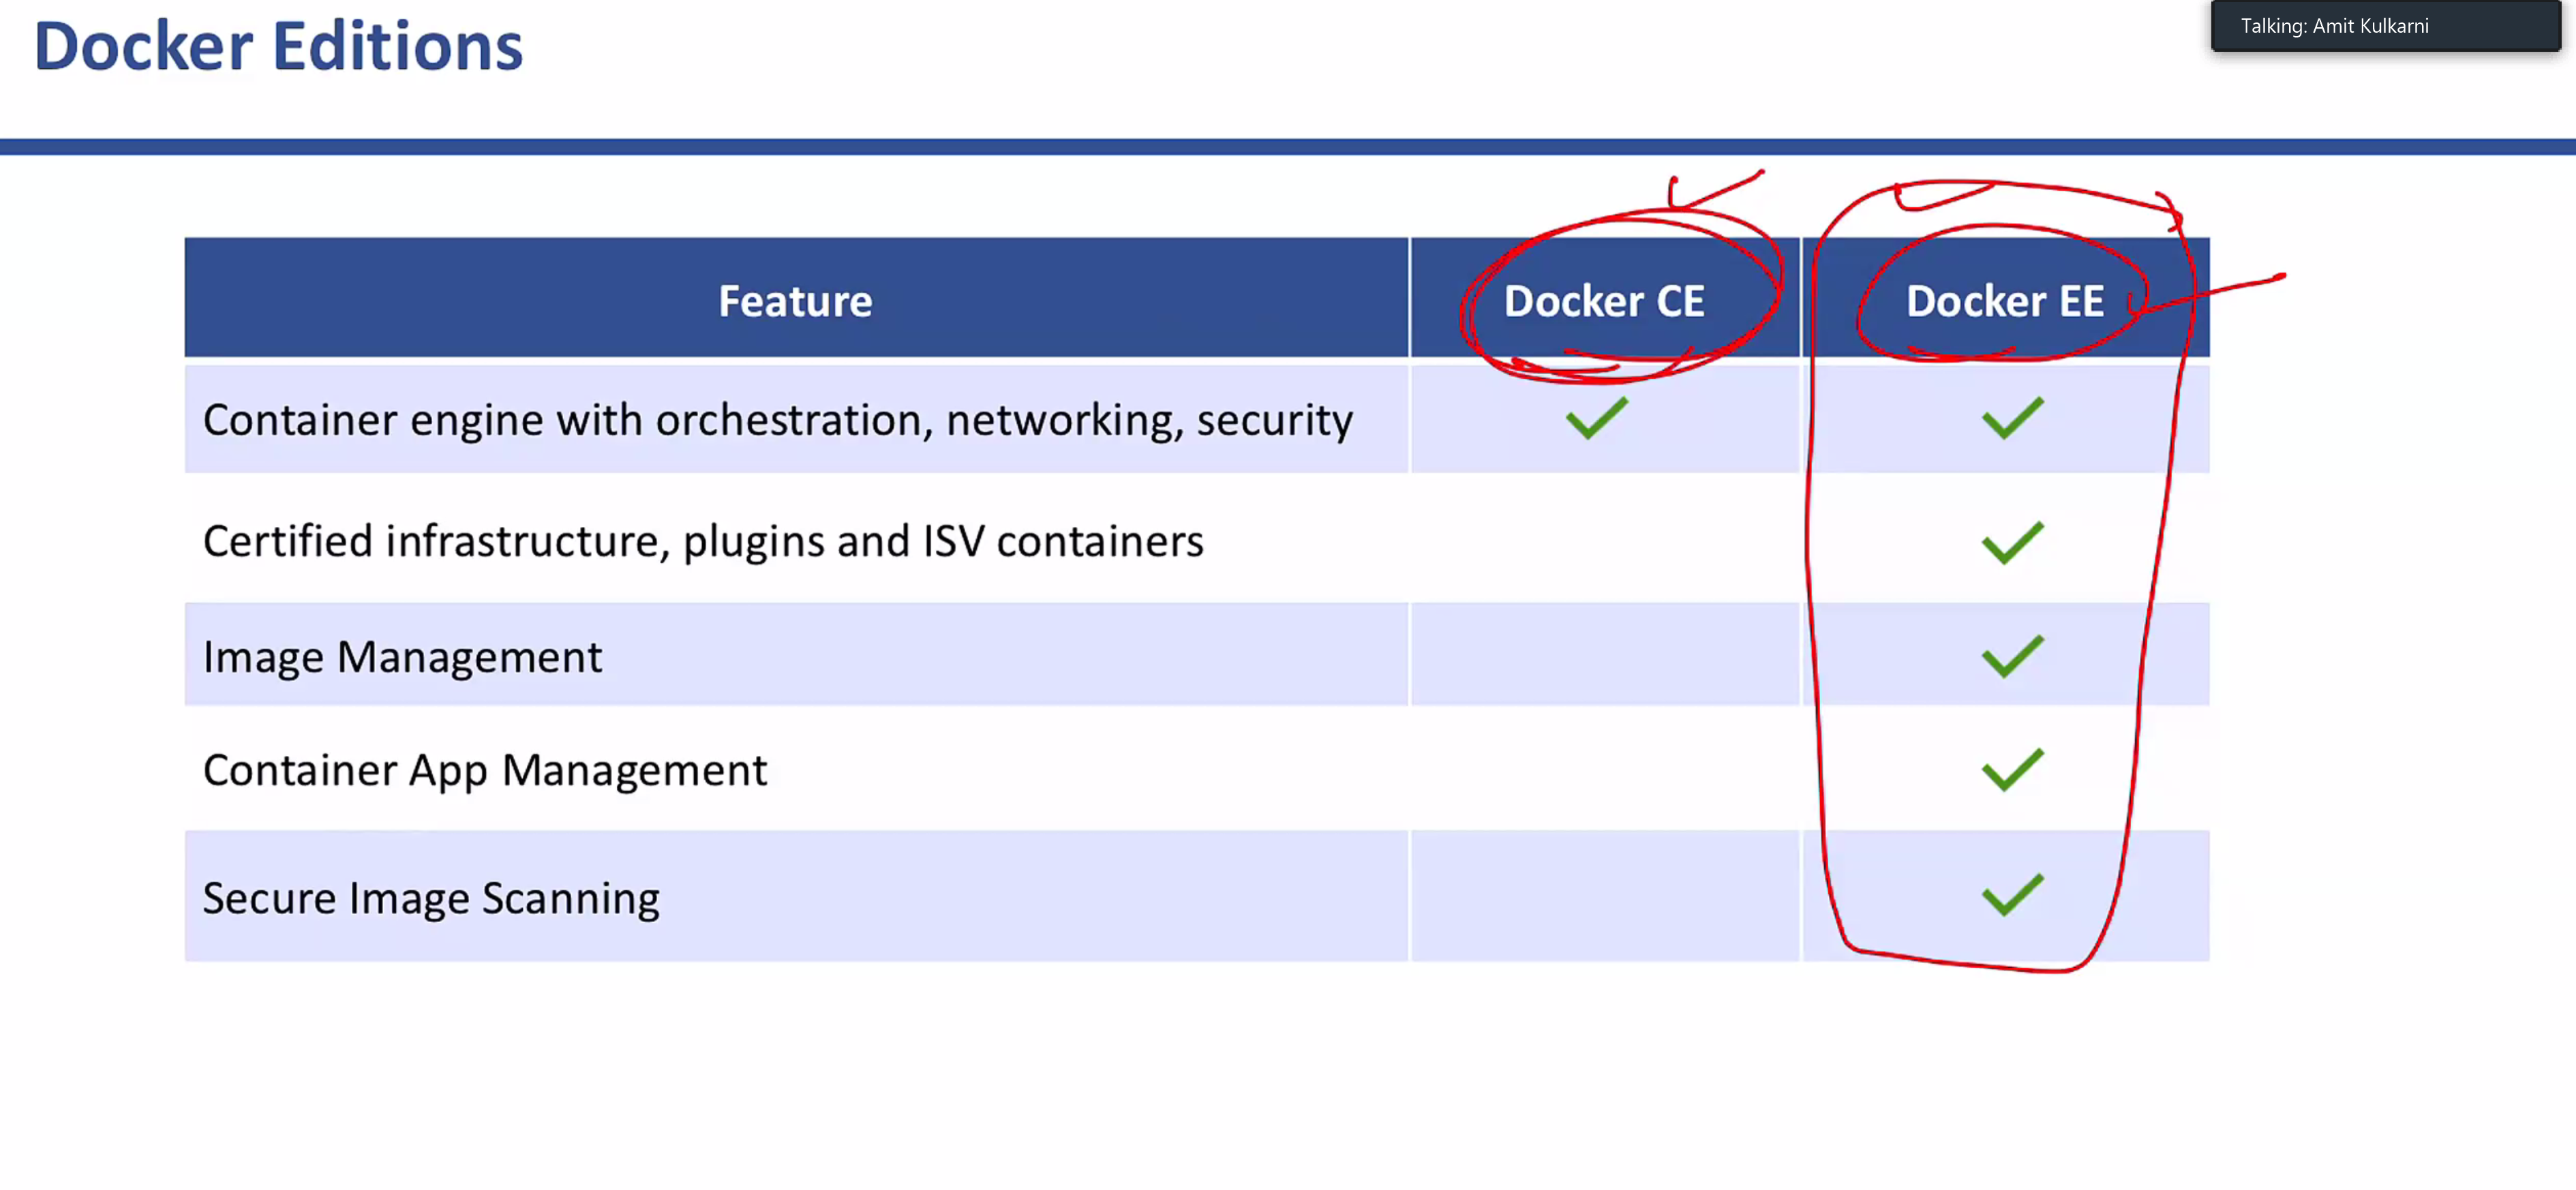 Docker Editions
Talking: Amit Kulkarni
Feature Docker CE Docker EE
Container engine with orchestration, networking, security
Certified infrastructure, plugins and ISV containers
Image Management
Container App Management
Secure Image Scanning